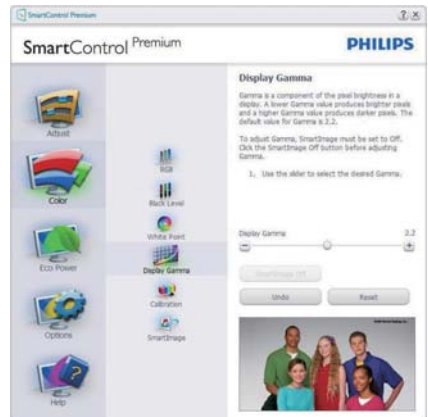 SmartControl Premium
SmartControl Premium
PHILIPS
Adjust
Color
Eco Power
Options
Help
RGB
Black Level
White Point
Display Gamma
Calibration
SmartImage
Display Gamma
Gamma is a component of the pixel brightness in a
display. A lower Gamma value produces brighter pixels
and a higher Gamma value produces darker pixels. The
default value for Gamma is 2.2.
To adjust Gamma, SmartImage must be set to Off.
Click the SmartImage Off button before adjusting
Gamma.
1. Use the slider to select the desired Gamma.
Display Gamma 2.2
SmartImage Off
Undo Reset